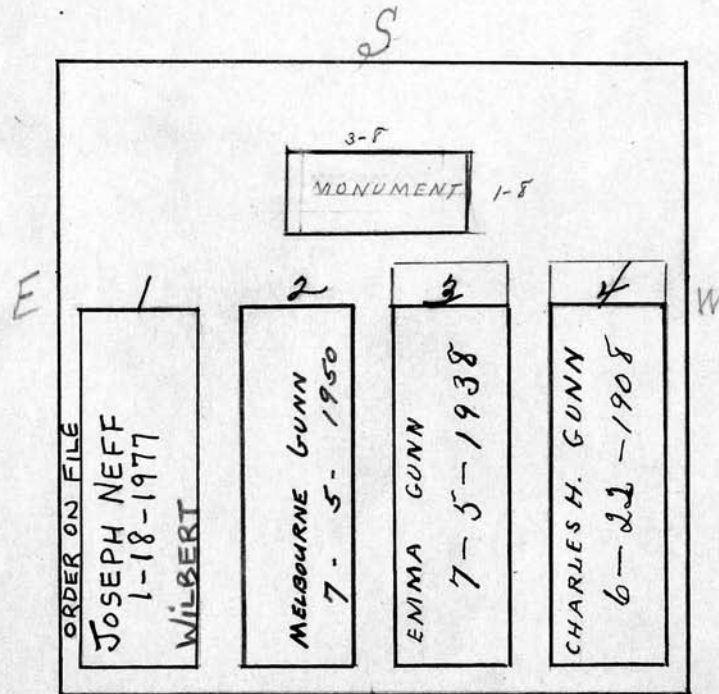 S
3-8
MONUMENT
1-8
E
W
1
2
3
4
ORDER ON FILE
JOSEPH NEFF
1-18-1977
WILBERT
MELBOURNE GUNN
7-5-1950
EMMA GUNN
7-5-1938
CHARLES H. GUNN
6-22-1908